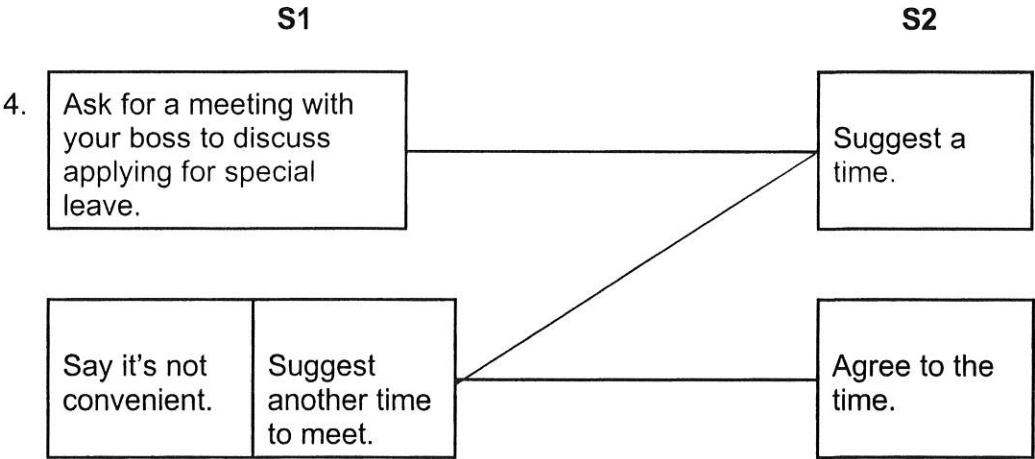 S1
S2
4.
Ask for a meeting with
your boss to discuss
applying for special
leave.
Suggest a
time.
Say it's not
convenient.
Suggest
another time
to meet.
Agree to the
time.